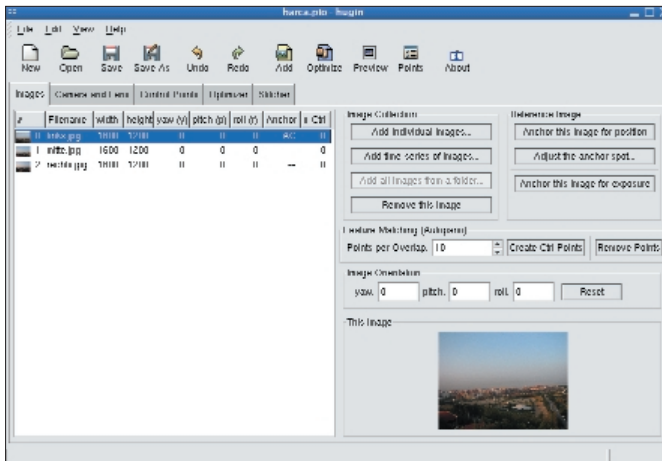 harca.pto - hugin
File Edit View Help
New Open Save Save As Undo Redo Add Optimize Preview Points About
Images Camera and Lens Control Points Optimizer Stitcher
# Filename width height yaw (y) pitch (p) roll (r) Anchor # Ctrl
0 links.jpg 1600 1200 0 0 0 AC 0
1 mitte.jpg 1600 1200 0 0 0 0
2 rechts.jpg 1600 1200 0 0 0 -- 0
Image Collection
Add individual images...
Add time-series of images...
Add all images from a folder...
Remove this image
Reference Image
Anchor this image for position
Adjust the anchor spot...
Anchor this image for exposure
Feature Matching (Autopano)
Points per Overlap. 10 Create Ctrl Points Remove Points
Image Orientation
yaw. 0 pitch. 0 roll. 0 Reset
This Image